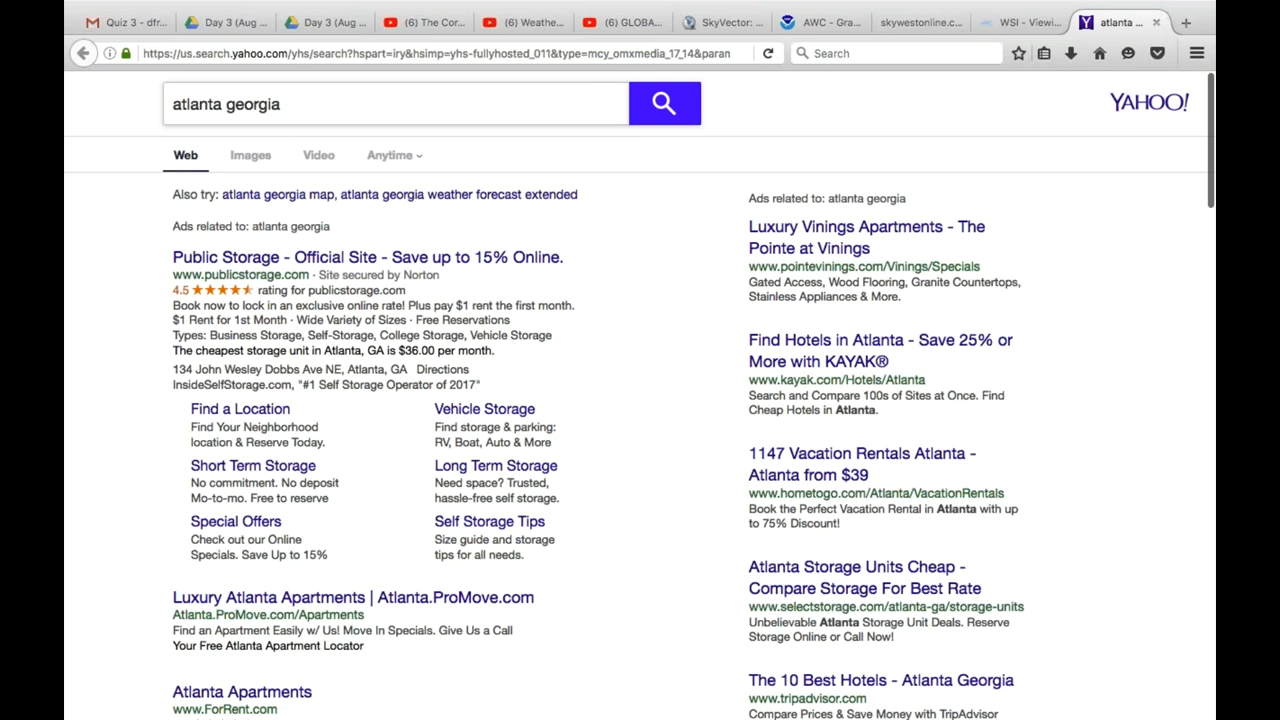 Quiz 3 - dfr...
Day 3 (Aug ...
Day 3 (Aug ...
(6) The Cor...
(6) Weathe...
(6) GLOBA...
SkyVector: ...
AWC - Gra...
skywestonline.c...
WSI - Viewi...
atlanta ...
https://us.search.yahoo.com/yhs/search?hspart=iry&hsimp=yhs-fullyhosted_011&type=mcy_omxmedia_17_14&param
Search
atlanta georgia
YAHOO!
Web
Images
Video
Anytime
Also try: atlanta georgia map, atlanta georgia weather forecast extended
Ads related to: atlanta georgia
Public Storage - Official Site - Save up to 15% Online.
www.publicstorage.com · Site secured by Norton
4.5 ★★★★★ rating for publicstorage.com
Book now to lock in an exclusive online rate! Plus pay $1 rent the first month.
$1 Rent for 1st Month · Wide Variety of Sizes · Free Reservations
Types: Business Storage, Self-Storage, College Storage, Vehicle Storage
The cheapest storage unit in Atlanta, GA is $36.00 per month.
134 John Wesley Dobbs Ave NE, Atlanta, GA Directions
InsideSelfStorage.com, "#1 Self Storage Operator of 2017"
Find a Location
Find Your Neighborhood
location & Reserve Today.
Vehicle Storage
Find storage & parking:
RV, Boat, Auto & More
Short Term Storage
No commitment. No deposit
Mo-to-mo. Free to reserve
Long Term Storage
Need space? Trusted,
hassle-free self storage.
Special Offers
Check out our Online
Specials. Save Up to 15%
Self Storage Tips
Size guide and storage
tips for all needs.
Luxury Atlanta Apartments | Atlanta.ProMove.com
Atlanta.ProMove.com/Apartments
Find an Apartment Easily w/ Us! Move In Specials. Give Us a Call
Your Free Atlanta Apartment Locator
Atlanta Apartments
www.ForRent.com
Ads related to: atlanta georgia
Luxury Vinings Apartments - The
Pointe at Vinings
www.pointevinings.com/Vinings/Specials
Gated Access, Wood Flooring, Granite Countertops,
Stainless Appliances & More.
Find Hotels in Atlanta - Save 25% or
More with KAYAK®
www.kayak.com/Hotels/Atlanta
Search and Compare 100s of Sites at Once. Find
Cheap Hotels in Atlanta.
1147 Vacation Rentals Atlanta -
Atlanta from $39
www.hometogo.com/Atlanta/VacationRentals
Book the Perfect Vacation Rental in Atlanta with up
to 75% Discount!
Atlanta Storage Units Cheap -
Compare Storage For Best Rate
www.selectstorage.com/atlanta-ga/storage-units
Unbelievable Atlanta Storage Unit Deals. Reserve
Storage Online or Call Now!
The 10 Best Hotels - Atlanta Georgia
www.tripadvisor.com
Compare Prices & Save Money with TripAdvisor